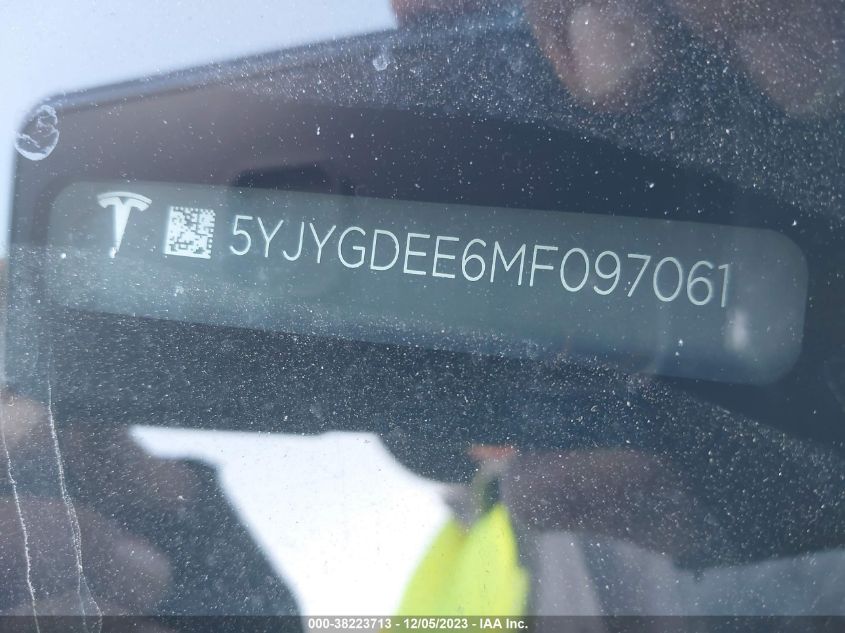 5YJYGDEE6MF097061
000-38223713 - 12/05/2023 - IAA Inc.